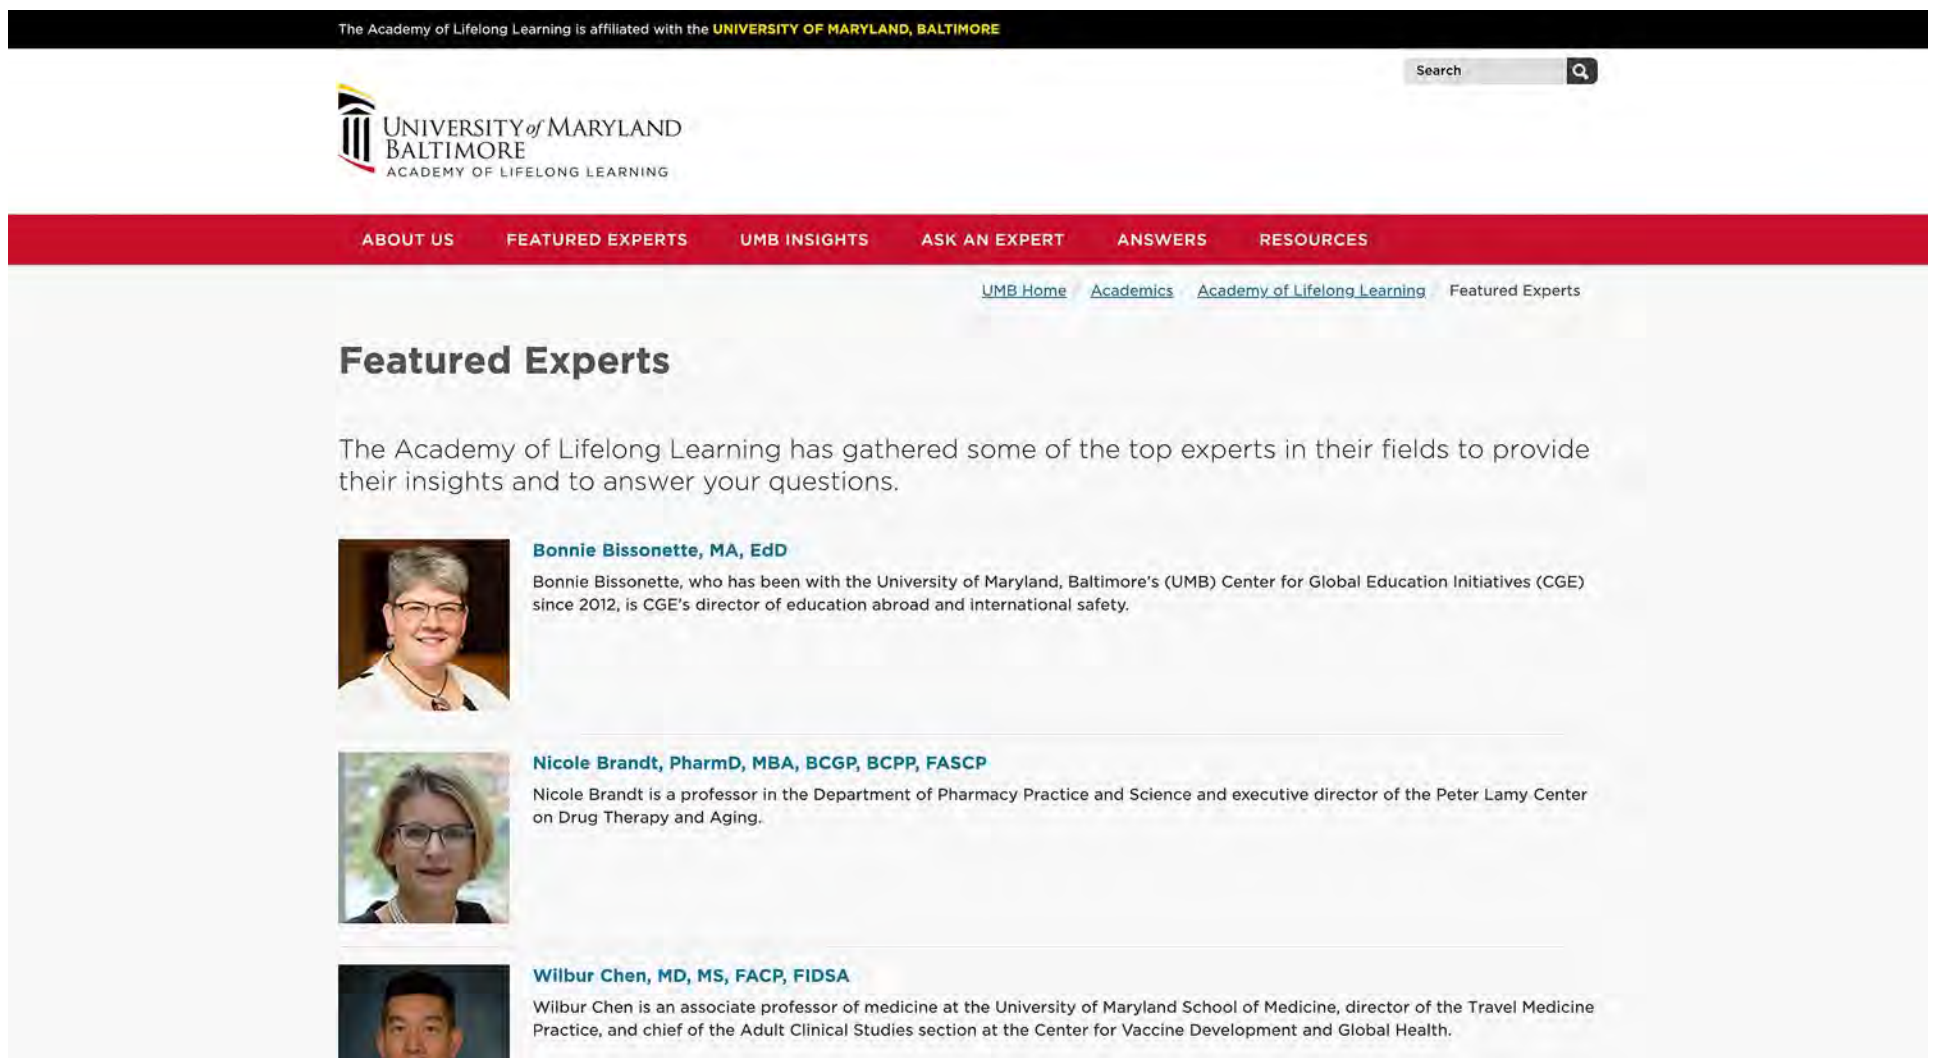 The Academy of Lifelong Learning is affiliated with the UNIVERSITY OF MARYLAND, BALTIMORE
Search
UNIVERSITY of MARYLAND
BALTIMORE
ACADEMY OF LIFELONG LEARNING
ABOUT US FEATURED EXPERTS UMB INSIGHTS ASK AN EXPERT ANSWERS RESOURCES
UMB Home / Academics / Academy of Lifelong Learning / Featured Experts
Featured Experts
The Academy of Lifelong Learning has gathered some of the top experts in their fields to provide
their insights and to answer your questions.
Bonnie Bissonette, MA, EdD
Bonnie Bissonette, who has been with the University of Maryland, Baltimore's (UMB) Center for Global Education Initiatives (CGE)
since 2012, is CGE's director of education abroad and international safety.
Nicole Brandt, PharmD, MBA, BCGP, BCPP, FASCP
Nicole Brandt is a professor in the Department of Pharmacy Practice and Science and executive director of the Peter Lamy Center
on Drug Therapy and Aging.
Wilbur Chen, MD, MS, FACP, FIDSA
Wilbur Chen is an associate professor of medicine at the University of Maryland School of Medicine, director of the Travel Medicine
Practice, and chief of the Adult Clinical Studies section at the Center for Vaccine Development and Global Health.